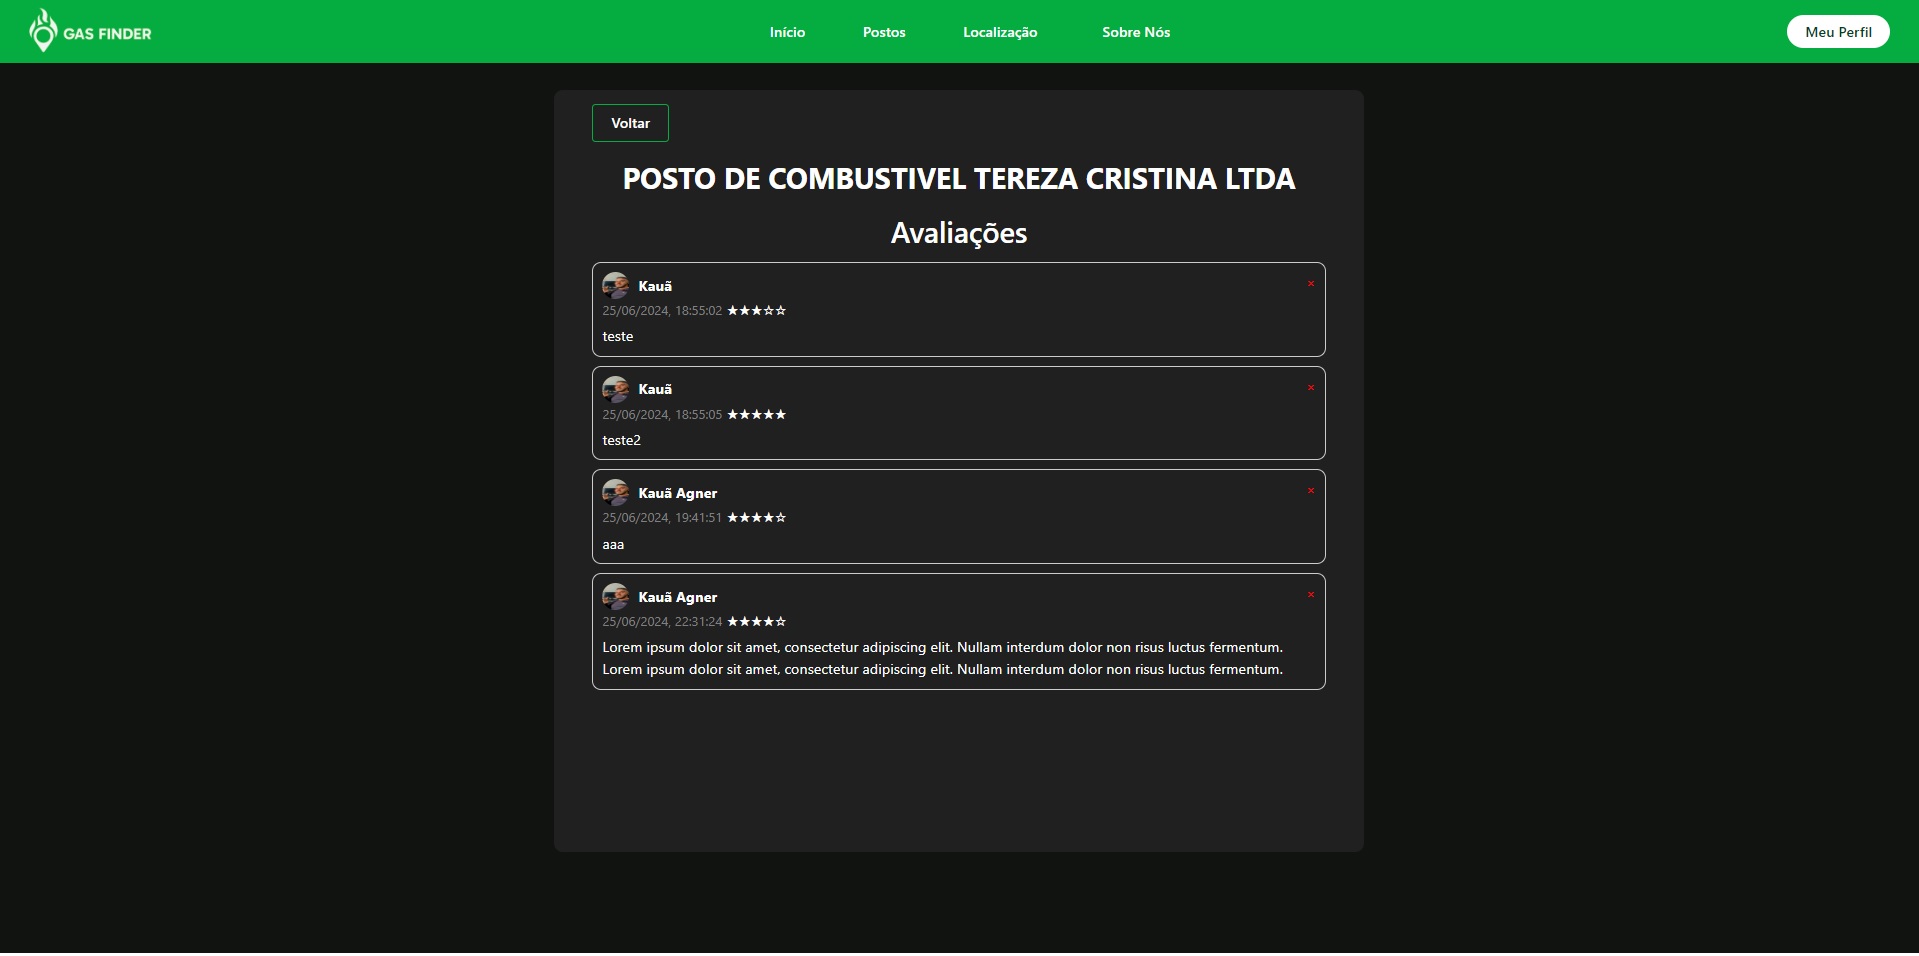 GAS FINDER
Início
Postos
Localização
Sobre Nós
Meu Perfil
Voltar
POSTO DE COMBUSTIVEL TEREZA CRISTINA LTDA
Avaliações
Kauã
×
25/06/2024, 18:55:02 ★★★☆☆
teste
Kauã
×
25/06/2024, 18:55:05 ★★★★★
teste2
Kauã Agner
×
25/06/2024, 19:41:51 ★★★★☆
aaa
Kauã Agner
×
25/06/2024, 22:31:24 ★★★★☆
Lorem ipsum dolor sit amet, consectetur adipiscing elit. Nullam interdum dolor non risus luctus fermentum.
Lorem ipsum dolor sit amet, consectetur adipiscing elit. Nullam interdum dolor non risus luctus fermentum.